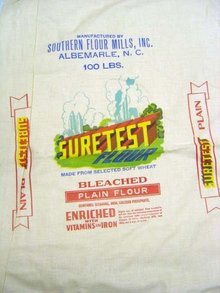 MANUFACTURED BY
SOUTHERN FLOUR MILLS, INC.
ALBEMARLE, N. C.
100 LBS.
SURETEST
FLOUR
MADE FROM SELECTED SOFT WHEAT
BLEACHED
PLAIN FLOUR
ENRICHED
WITH
VITAMINS AND IRON
SURETEST PLAIN
PLAIN SURETEST